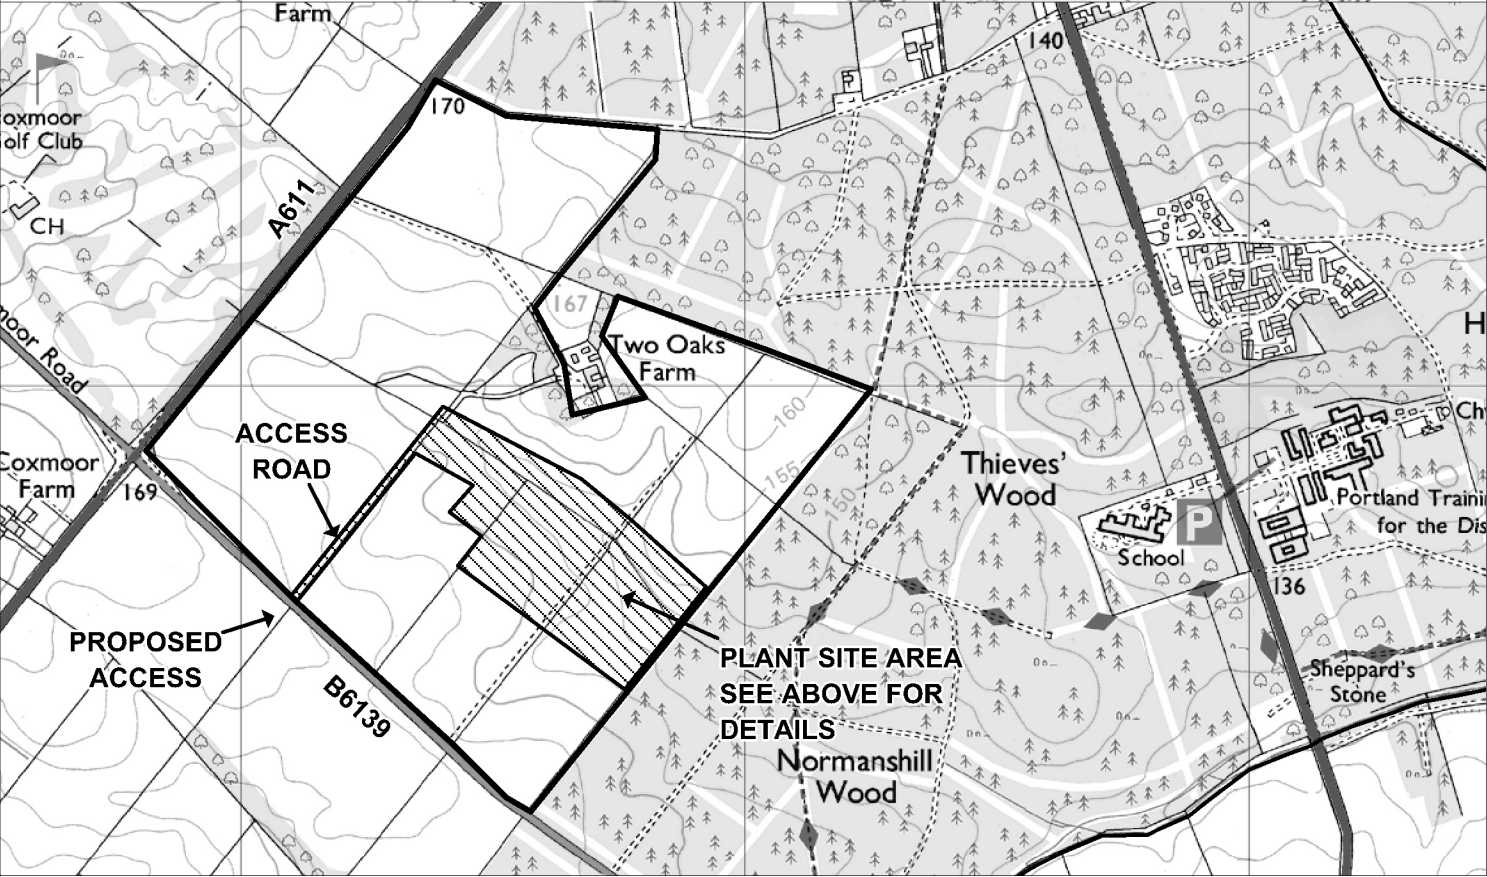 Farm
140
170
oxmoor
olf Club
A611
CH
167
Two Oaks
Farm
moor Road
160
155
150
H
Ch
ACCESS
ROAD
Coxmoor
Farm
169
Thieves'
Wood
P
School
Portland Traini
for the Dis
136
PROPOSED
ACCESS
B6139
PLANT SITE AREA
SEE ABOVE FOR
DETAILS
Sheppard's
Stone
Normanshill
Wood